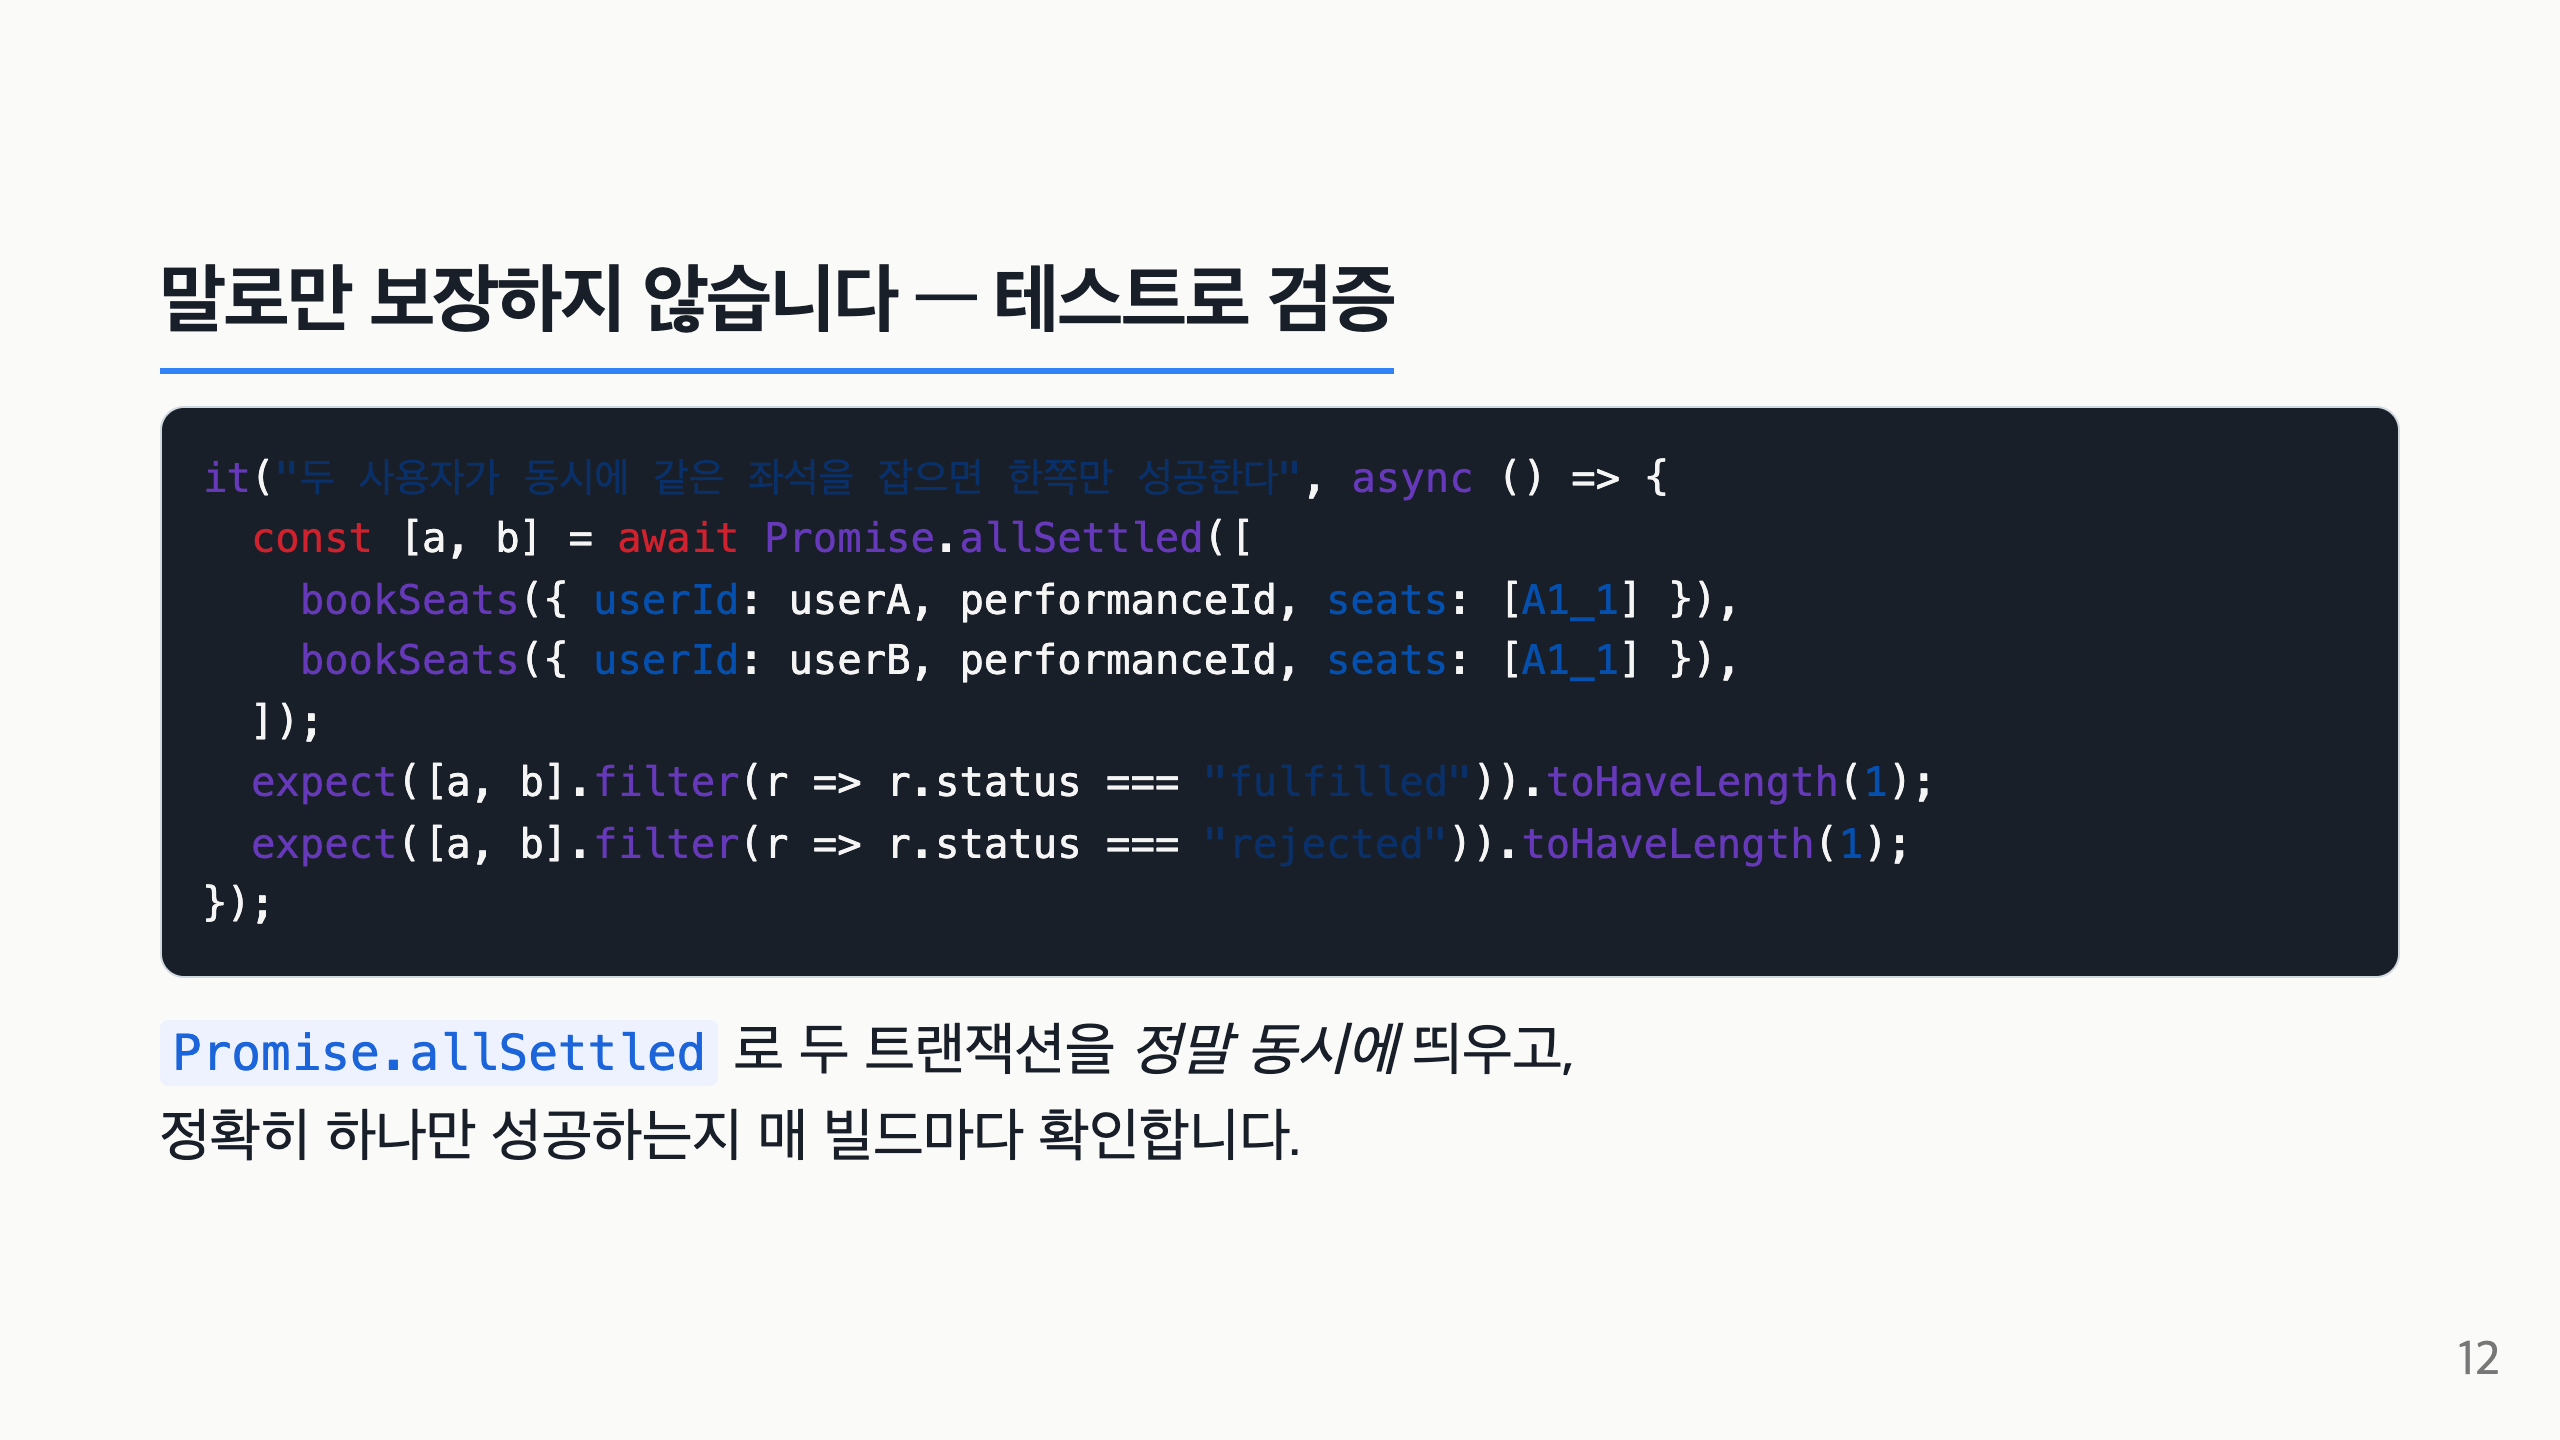 말로만 보장하지 않습니다 — 테스트로 검증
it("두 사용자가 동시에 같은 좌석을 잡으면 한쪽만 성공한다", async () => {
  const [a, b] = await Promise.allSettled([
    bookSeats({ userId: userA, performanceId, seats: [A1_1] }),
    bookSeats({ userId: userB, performanceId, seats: [A1_1] }),
  ]);
  expect([a, b].filter(r => r.status === "fulfilled")).toHaveLength(1);
  expect([a, b].filter(r => r.status === "rejected")).toHaveLength(1);
});
Promise.allSettled 로 두 트랜잭션을 정말 동시에 띄우고,
정확히 하나만 성공하는지 매 빌드마다 확인합니다.
12